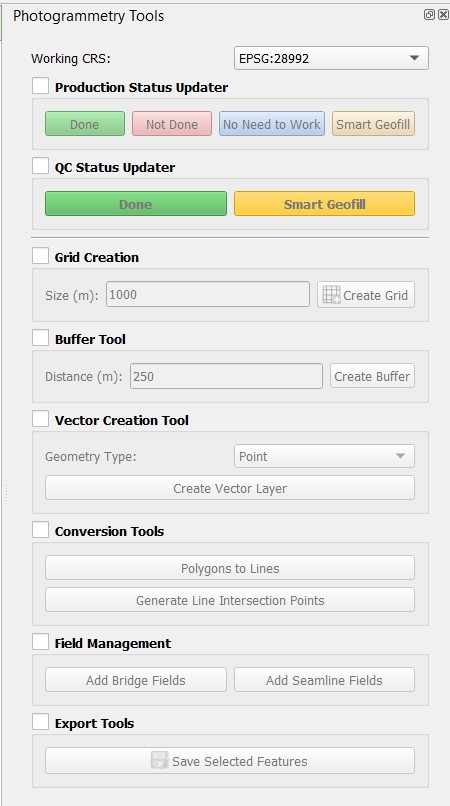 Photogrammetry Tools
Working CRS: EPSG:28992
Production Status Updater
Done Not Done No Need to Work Smart Geofill
QC Status Updater
Done Smart Geofill
Grid Creation
Size (m): 1000 Create Grid
Buffer Tool
Distance (m): 250 Create Buffer
Vector Creation Tool
Geometry Type: Point
Create Vector Layer
Conversion Tools
Polygons to Lines
Generate Line Intersection Points
Field Management
Add Bridge Fields Add Seamline Fields
Export Tools
Save Selected Features